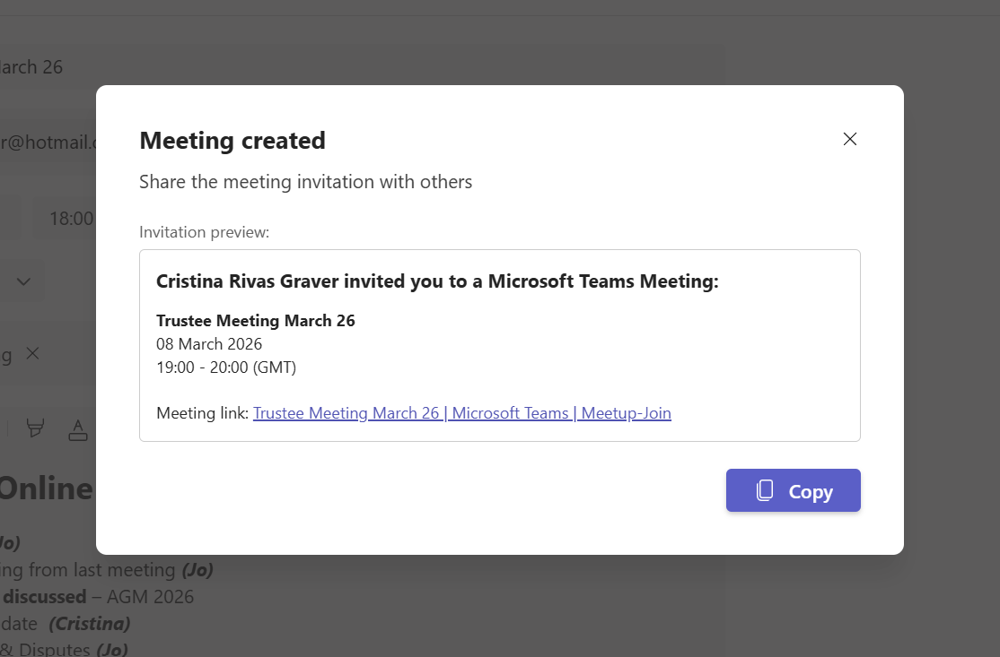 arch 26
Meeting created
r@hotmail.
Share the meeting invitation with others
18:00
Invitation preview:
Cristina Rivas Graver invited you to a Microsoft Teams Meeting:
Trustee Meeting March 26
08 March 2026
19:00 - 20:00 (GMT)
g
Meeting link: Trustee Meeting March 26 | Microsoft Teams | Meetup-Join
A
Online
Copy
Jo)
ing from last meeting (Jo)
discussed – AGM 2026
date (Cristina)
& Disputes (Jo)